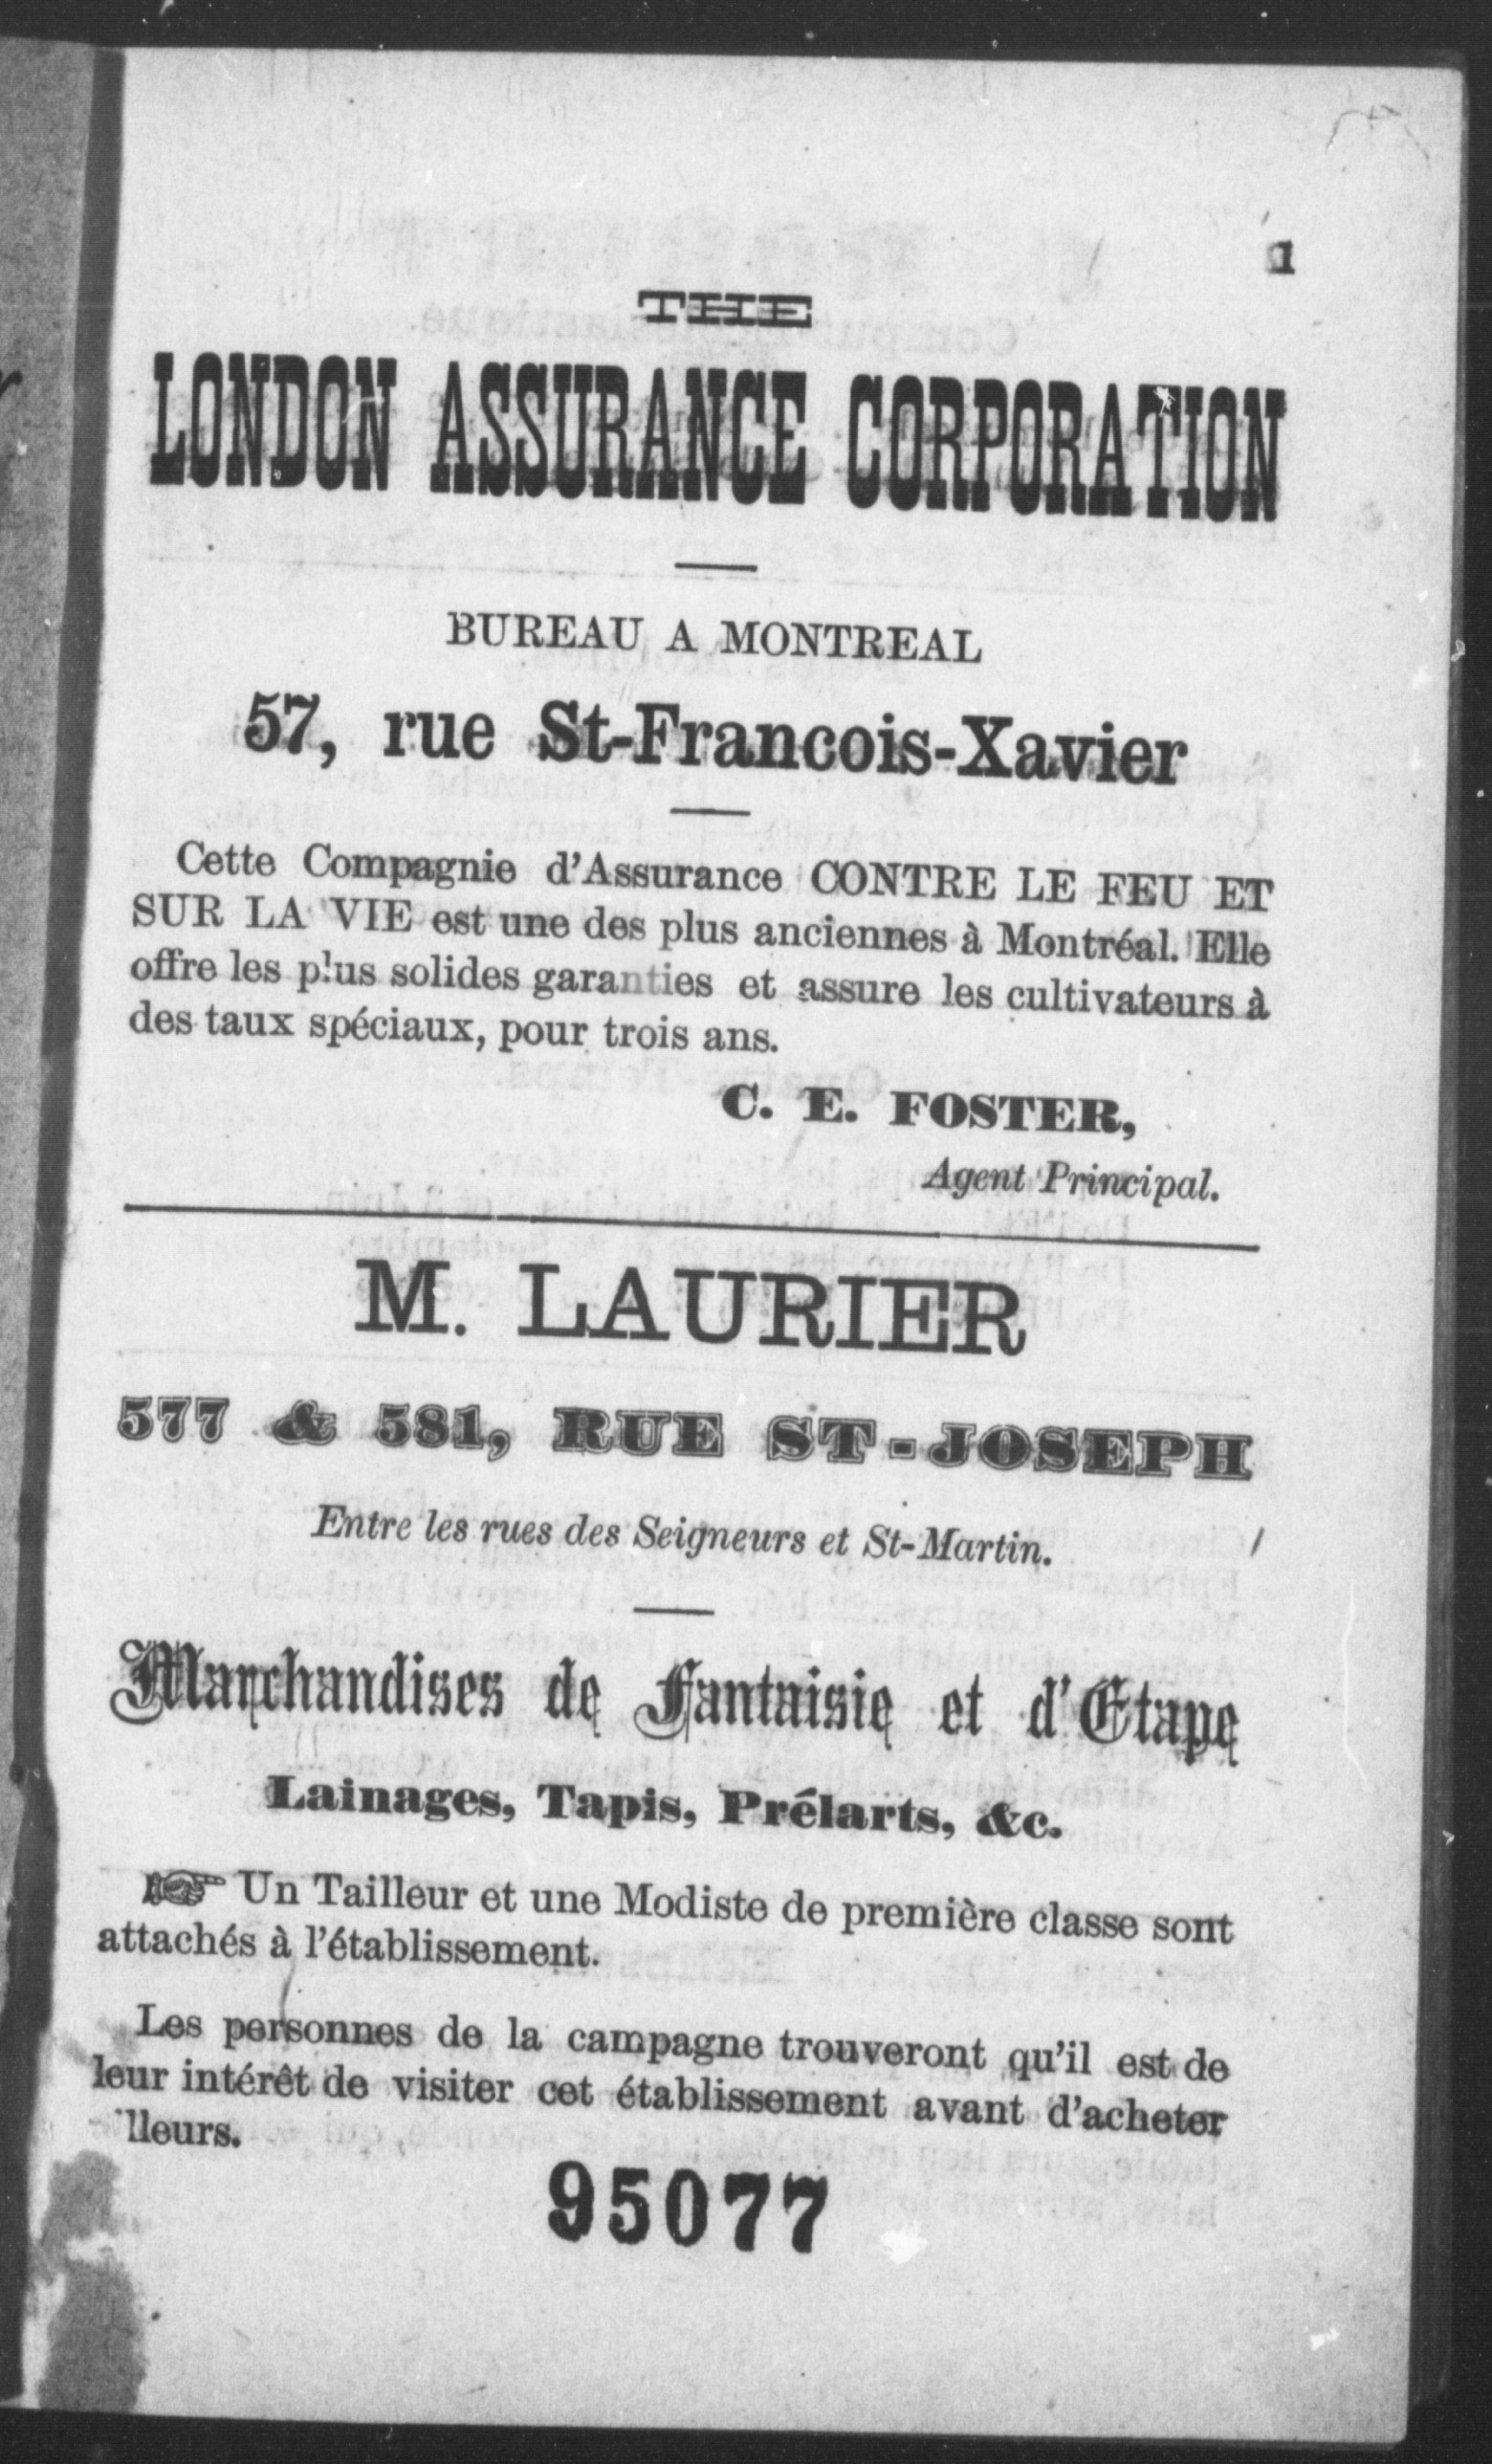 1
THE
LONDON ASSURANCE CORPORATION
BUREAU A MONTREAL
57, rue St-Francois-Xavier
Cette Compagnie d'Assurance CONTRE LE FEU ET
SUR LA VIE est une des plus anciennes à Montréal. Elle
offre les plus solides garanties et assure les cultivateurs à
des taux spéciaux, pour trois ans.
C. E. FOSTER,
Agent Principal.
M. LAURIER
577 & 581, RUE ST-JOSEPH
Entre les rues des Seigneurs et St-Martin.
Marchandises de Fantaisie et d'Etape
Lainages, Tapis, Prélarts, &c.
☞ Un Tailleur et une Modiste de première classe sont
attachés à l'établissement.
Les personnes de la campagne trouveront qu'il est de
leur intérêt de visiter cet établissement avant d'acheter
lleurs.
95077